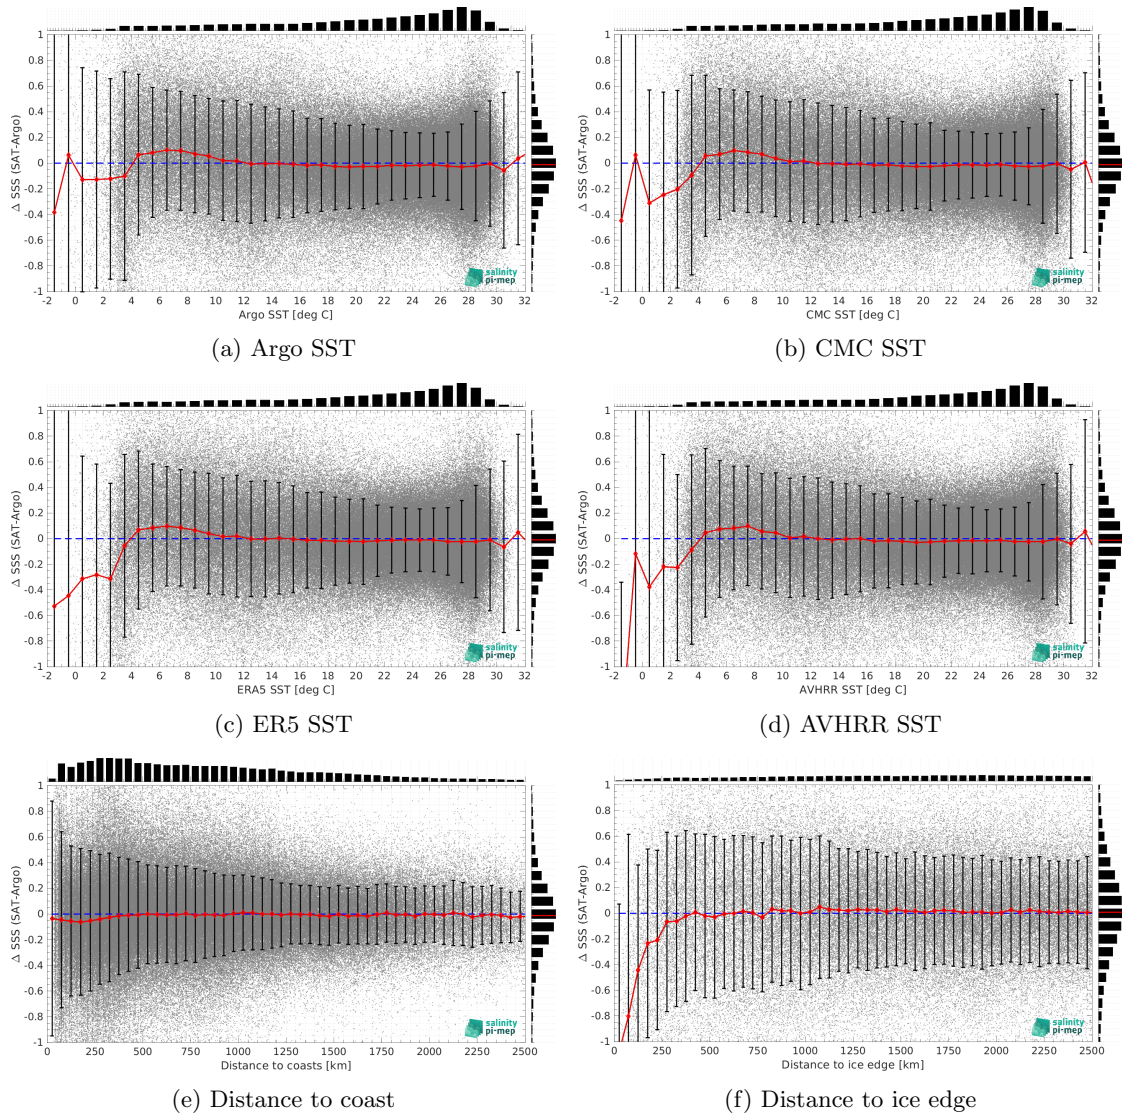 1
0.8
0.6
0.4
0.2
0
-0.2
-0.4
-0.6
-0.8
-1
Δ SSS (SAT-Argo)
-2 0 2 4 6 8 10 12 14 16 18 20 22 24 26 28 30 32
Argo SST [deg C]
salinity
pi-mep
(a) Argo SST
1
0.8
0.6
0.4
0.2
0
-0.2
-0.4
-0.6
-0.8
-1
Δ SSS (SAT-Argo)
-2 0 2 4 6 8 10 12 14 16 18 20 22 24 26 28 30 32
CMC SST [deg C]
salinity
pi-mep
(b) CMC SST
1
0.8
0.6
0.4
0.2
0
-0.2
-0.4
-0.6
-0.8
-1
Δ SSS (SAT-Argo)
-2 0 2 4 6 8 10 12 14 16 18 20 22 24 26 28 30 32
ERA5 SST [deg C]
salinity
pi-mep
(c) ER5 SST
1
0.8
0.6
0.4
0.2
0
-0.2
-0.4
-0.6
-0.8
-1
Δ SSS (SAT-Argo)
-2 0 2 4 6 8 10 12 14 16 18 20 22 24 26 28 30 32
AVHRR SST [deg C]
salinity
pi-mep
(d) AVHRR SST
1
0.8
0.6
0.4
0.2
0
-0.2
-0.4
-0.6
-0.8
-1
Δ SSS (SAT-Argo)
0 250 500 750 1000 1250 1500 1750 2000 2250 2500
Distance to coasts [km]
salinity
pi-mep
(e) Distance to coast
1
0.8
0.6
0.4
0.2
0
-0.2
-0.4
-0.6
-0.8
-1
Δ SSS (SAT-Argo)
0 250 500 750 1000 1250 1500 1750 2000 2250 2500
Distance to ice edge [km]
salinity
pi-mep
(f) Distance to ice edge